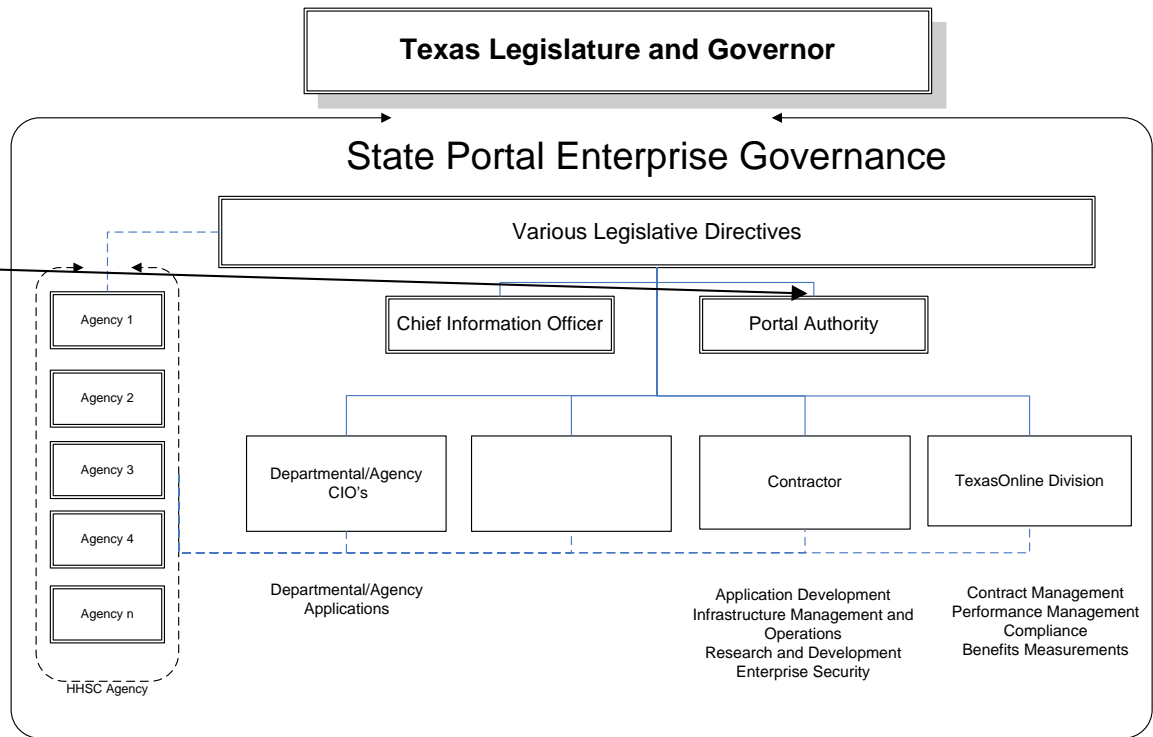 Texas Legislature and Governor
State Portal Enterprise Governance
Various Legislative Directives
Chief Information Officer
Portal Authority
Agency 1
Agency 2
Agency 3
Agency 4
Agency n
HHSC Agency
Departmental/Agency
CIO's
Contractor
TexasOnline Division
Departmental/Agency
Applications
Application Development
Infrastructure Management and
Operations
Research and Development
Enterprise Security
Contract Management
Performance Management
Compliance
Benefits Measurements